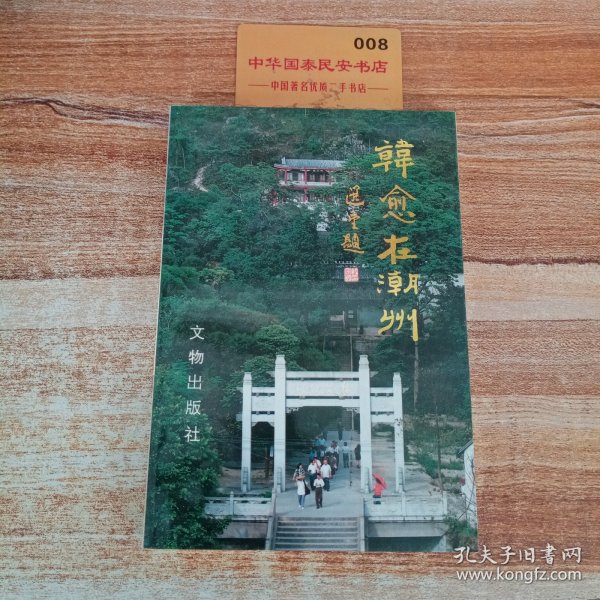 008
中华国泰民安书店
中国著名优质二手书店
韓愈在潮州
選堂題
文物出版社
孔夫子旧书网
www.kongfz.com